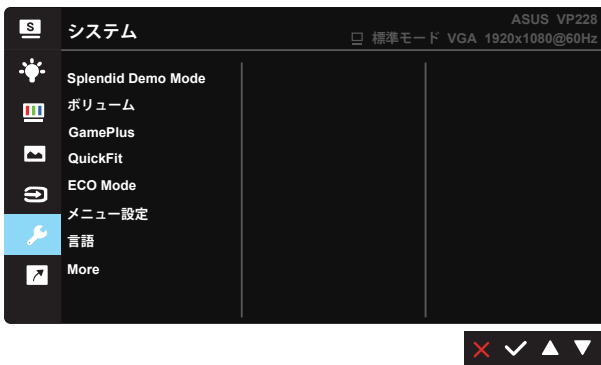 S
システム
ASUS VP228
標準モード VGA 1920x1080@60Hz
Splendid Demo Mode
ボリューム
GamePlus
QuickFit
ECO Mode
メニュー設定
言語
More